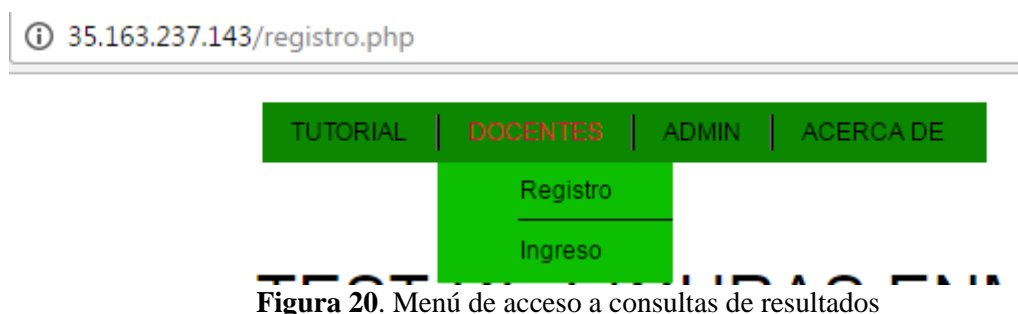 35.163.237.143/registro.php
TUTORIAL DOCENTES ADMIN ACERCA DE
Registro
Ingreso
Figura 20. Menú de acceso a consultas de resultados